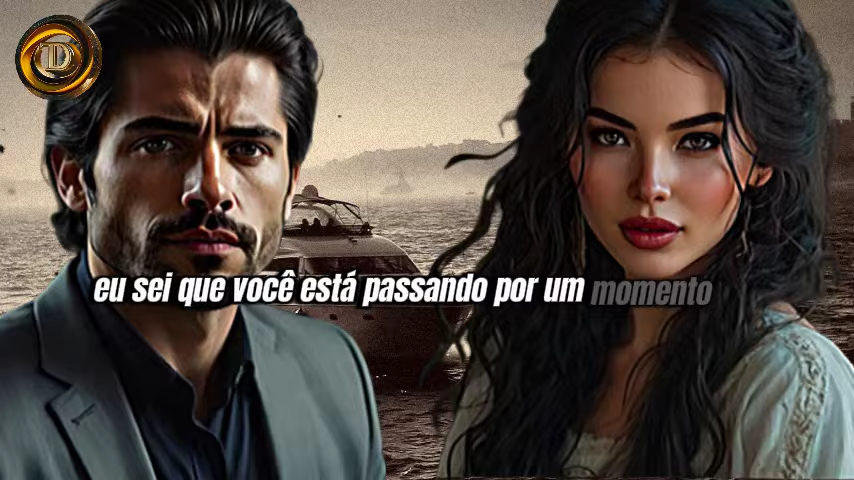 D
eu sei que você está passando por um momento